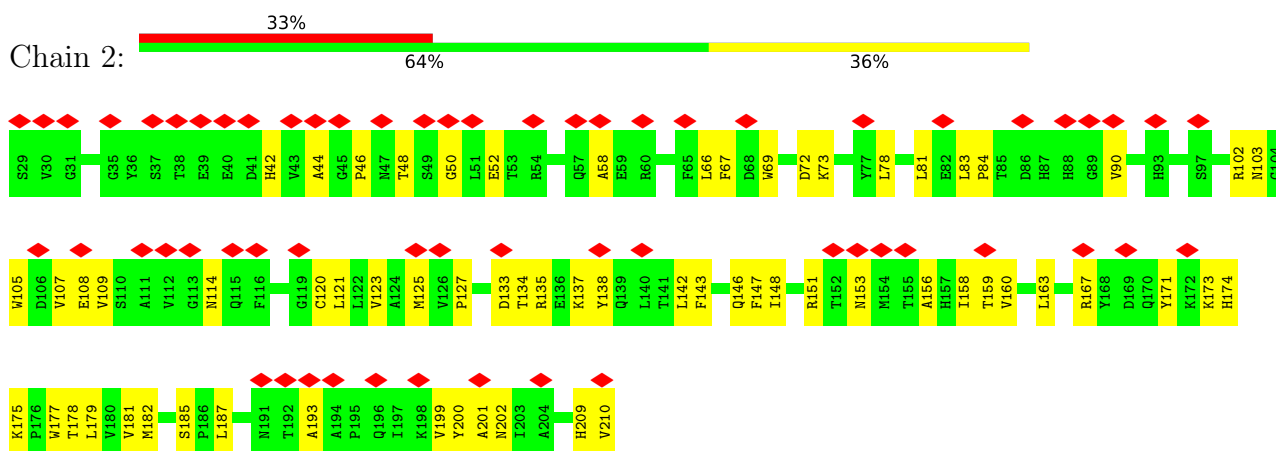 33%
Chain 2:
64% 36%
S29 V30 G31 G35 Y36 S37 T38 E39 E40 D41 H42 V43 A44 G45 P46 N47 T48 S49 G50 L51 E52 T53 R54 Q57 A58 E59 R60 F65 L66 F67 D68 W69 D72 K73 Y77 L78 L81 E82 L83 P84 T85 D86 H87 H88 G89 V90 H93 S97 R102 N103 C104
W105 D106 V107 E108 V109 S110 A111 V112 G113 N114 Q115 F116 G119 C120 L121 L122 V123 A124 M125 V126 P127 D133 T134 R135 E136 K137 Y138 Q139 L140 T141 L142 F143 Q146 F147 I148 R151 T152 N153 M154 T155 A156 H157 I158 T159 V160 L163 R167 Y168 D169 Q170 Y171 K172 K173 H174
K175 P176 W177 T178 L179 V180 V181 M182 S185 P186 L187 N191 T192 A193 A194 P195 Q196 I197 K198 V199 Y200 A201 N202 I203 A204 H209 V210